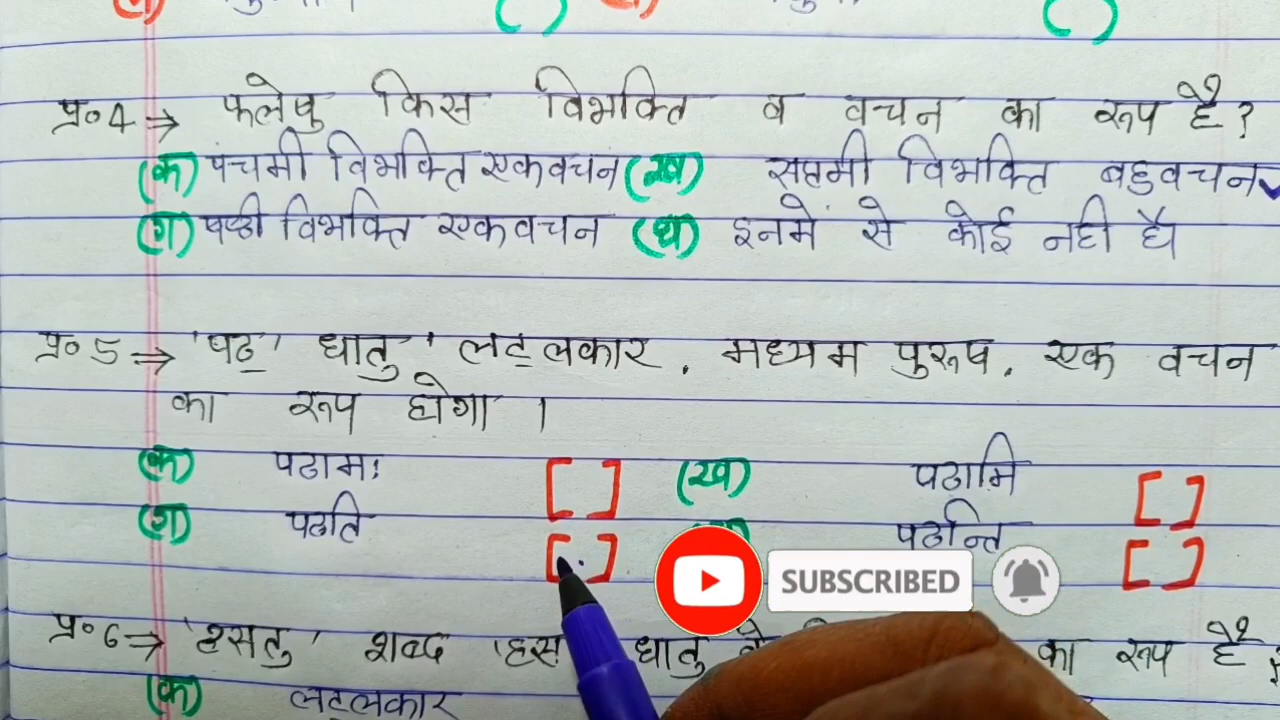 प्र०4→ फलेषु किस विभक्ति व वचन का रूप है?
(क) पंचमी विभक्ति एकवचन (ख) सप्तमी विभक्ति बहुवचन ✓
(ग) षष्ठी विभक्ति एकवचन (घ) इनमें से कोई नही है
प्र०5⇒ 'पठ्' धातु' लट्लकार, मध्यम पुरूष, एक वचन
का रूप होगा ।
(क) पठामः [ ] (ख) पठामि [ ]
(ग) पठति [ ] पठन्ति [ ]
SUBSCRIBED
प्र०6→ 'हसतु' शब्द 'हस धातु का रूप है
(क) लट्लकार